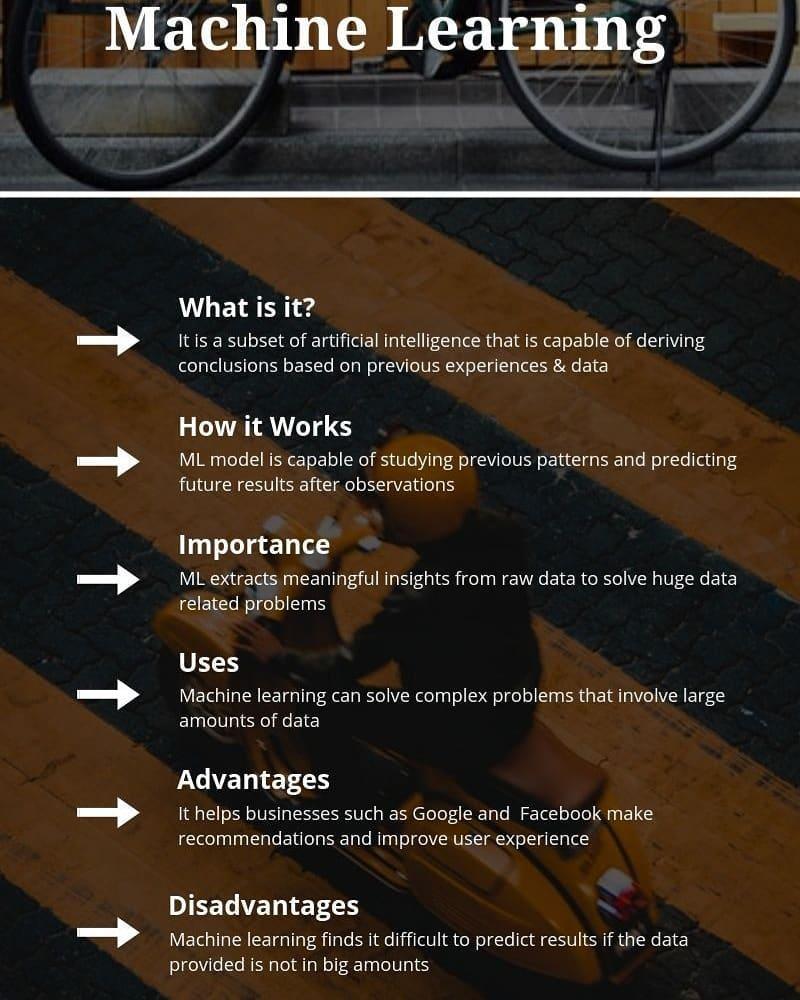 Machine Learning
What is it?
It is a subset of artificial intelligence that is capable of deriving
conclusions based on previous experiences & data
How it Works
ML model is capable of studying previous patterns and predicting
future results after observations
Importance
ML extracts meaningful insights from raw data to solve huge data
related problems
Uses
Machine learning can solve complex problems that involve large
amounts of data
Advantages
It helps businesses such as Google and  Facebook make
recommendations and improve user experience
Disadvantages
Machine learning finds it difficult to predict results if the data
provided is not in big amounts